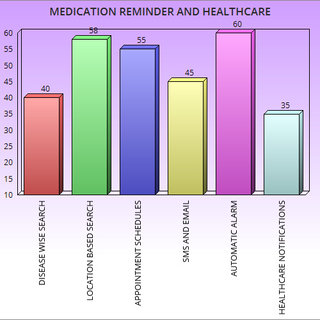 MEDICATION REMINDER AND HEALTHCARE
60
55
50
45
40
35
30
25
20
15
10
40
58
55
45
60
35
DISEASE WISE SEARCH
LOCATION BASED SEARCH
APPOINTMENT SCHEDULES
SMS AND EMAIL
AUTOMATIC ALARM
HEALTHCARE NOTIFICATIONS